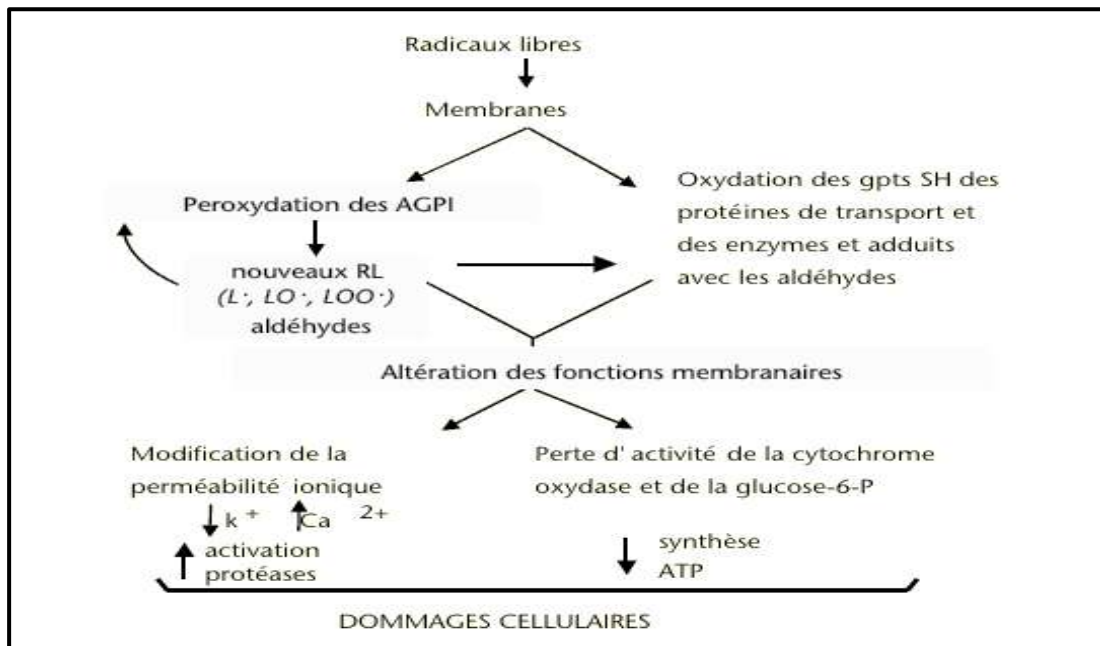 Radicaux libres
Membranes
Peroxydation des AGPI
Oxydation des gpts SH des
protéines de transport et
des enzymes et adduits
avec les aldéhydes
nouveaux RL
(L·, LO·, LOO·)
aldéhydes
Altération des fonctions membranaires
Modification de la
perméabilité ionique
k + Ca 2+
activation
protéases
Perte d' activité de la cytochrome
oxydase et de la glucose-6-P
synthèse
ATP
DOMMAGES CELLULAIRES